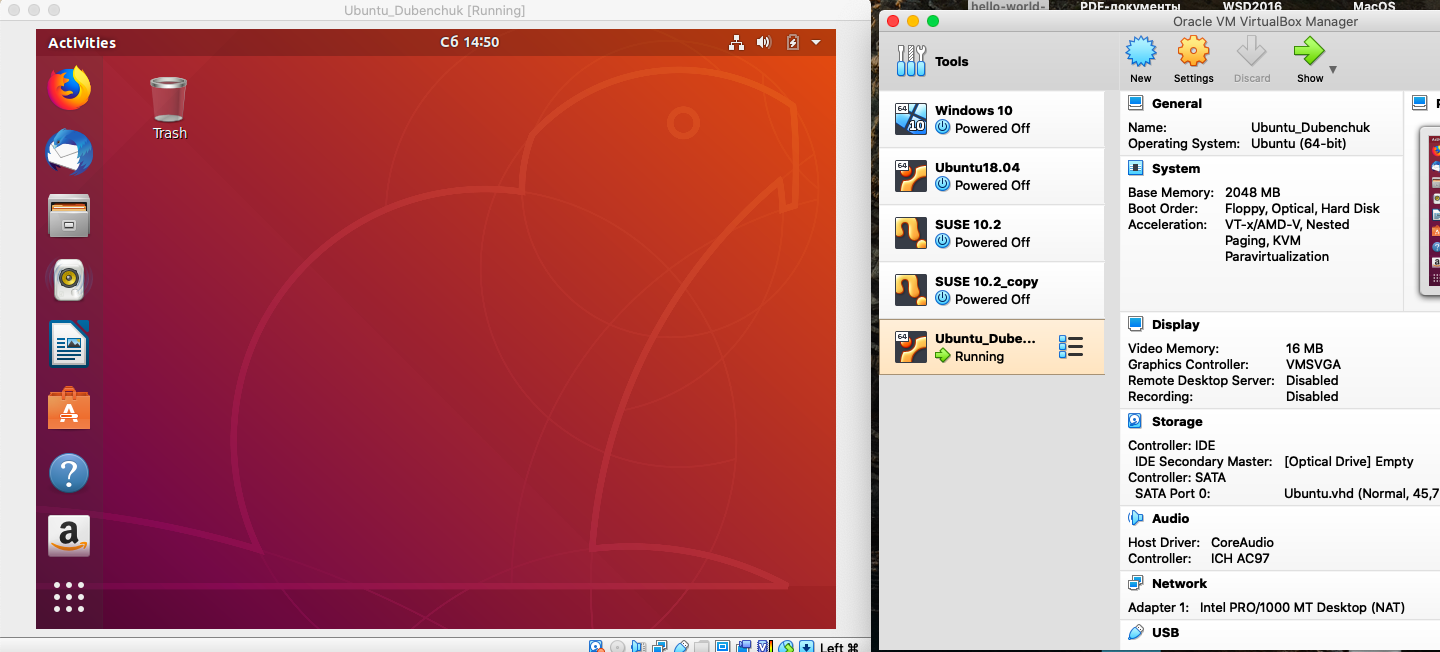 Ubuntu_Dubenchuk [Running]
Activities
Сб 14:50
Trash
Left ⌘
hello-world-
PDF-документы
WSD2016
MacOS
Oracle VM VirtualBox Manager
Tools
New
Settings
Discard
Show
64
10
Windows 10
Powered Off
64
Ubuntu18.04
Powered Off
SUSE 10.2
Powered Off
SUSE 10.2_copy
Powered Off
64
Ubuntu_Dube...
Running
General
Name: Ubuntu_Dubenchuk
Operating System: Ubuntu (64-bit)
System
Base Memory: 2048 MB
Boot Order: Floppy, Optical, Hard Disk
Acceleration: VT-x/AMD-V, Nested
Paging, KVM
Paravirtualization
Display
Video Memory: 16 MB
Graphics Controller: VMSVGA
Remote Desktop Server: Disabled
Recording: Disabled
Storage
Controller: IDE
IDE Secondary Master: [Optical Drive] Empty
Controller: SATA
SATA Port 0: Ubuntu.vhd (Normal, 45,7
Audio
Host Driver: CoreAudio
Controller: ICH AC97
Network
Adapter 1: Intel PRO/1000 MT Desktop (NAT)
USB